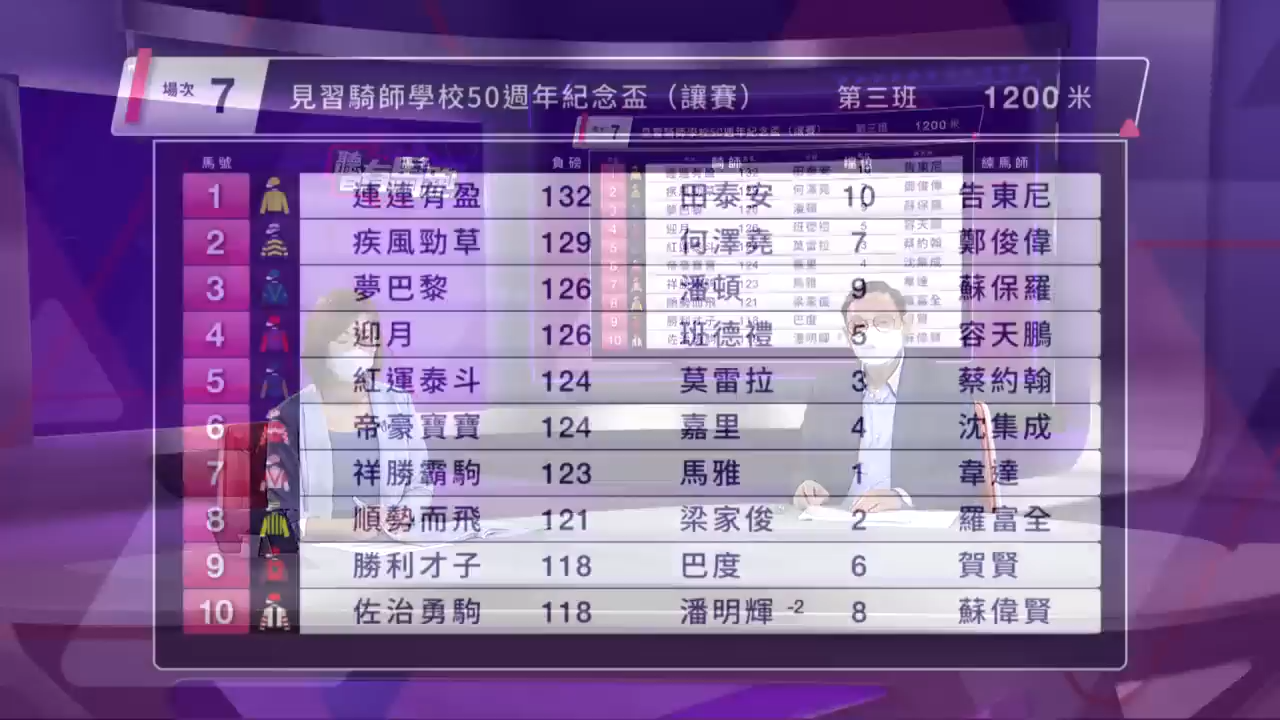 場次 7 見習騎師學校50週年紀念盃（讓賽） 第三班 1200米
馬號 馬名 負磅 騎師 檔位 練馬師
1 運運有盈 132 田泰安 10 告東尼
2 疾風勁草 129 何澤堯 7 鄭俊偉
3 夢巴黎 126 潘頓 9 蘇保羅
4 迎月 126 班德禮 5 容天鵬
5 紅運泰斗 124 莫雷拉 3 蔡約翰
6 帝豪寶寶 124 嘉里 4 沈集成
7 祥勝霸駒 123 馬雅 1 韋達
8 順勢而飛 121 梁家俊 2 羅富全
9 勝利才子 118 巴度 6 賀賢
10 佐治勇駒 118 潘明輝 -2 8 蘇偉賢